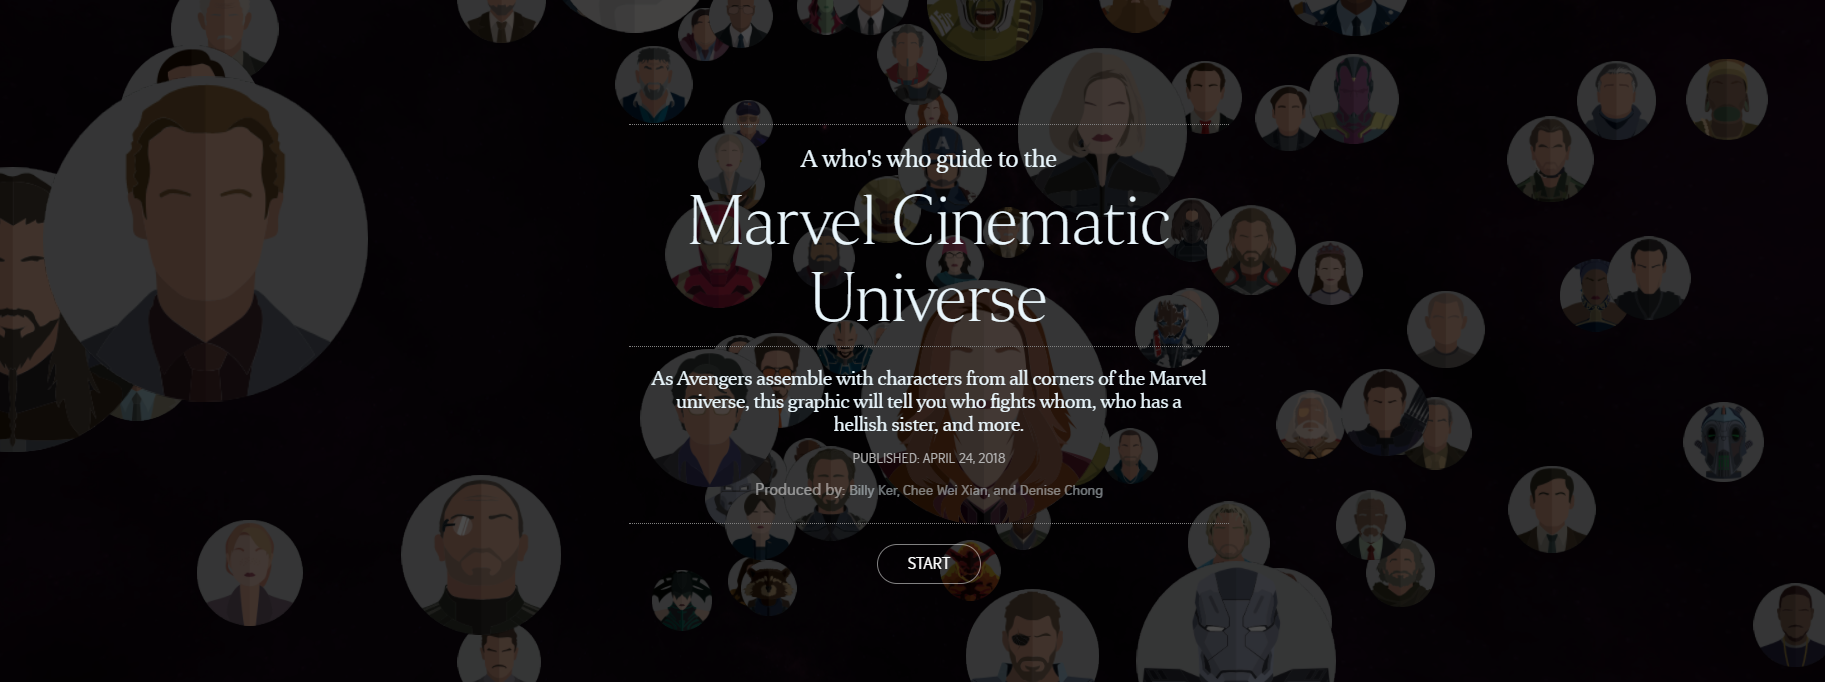 A who's who guide to the
Marvel Cinematic
Universe
As Avengers assemble with characters from all corners of the Marvel
universe, this graphic will tell you who fights whom, who has a
hellish sister, and more.
PUBLISHED: APRIL 24, 2018
Produced by: Billy Ker, Chee Wei Xian, and Denise Chong
START